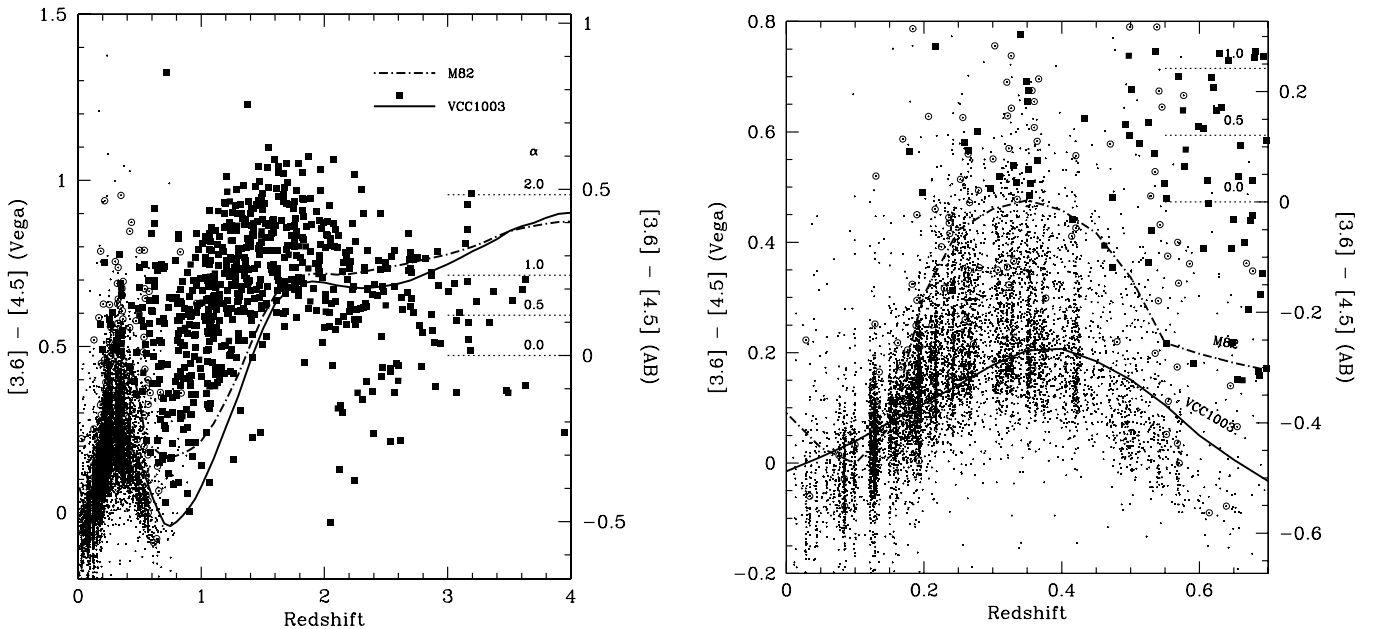 1.5
1
0.5
0
[3.6] − [4.5] (Vega)
M82
VCC1003
α
2.0
1.0
0.5
0.0
1
0.5
0
−0.5
[3.6] − [4.5] (AB)
0 1 2 3 4
Redshift
0.8
0.6
0.4
0.2
0
−0.2
[3.6] − [4.5] (Vega)
1.0
0.5
0.0
M82
VCC1003
0.2
0
−0.2
−0.4
−0.6
[3.6] − [4.5] (AB)
0 0.2 0.4 0.6
Redshift